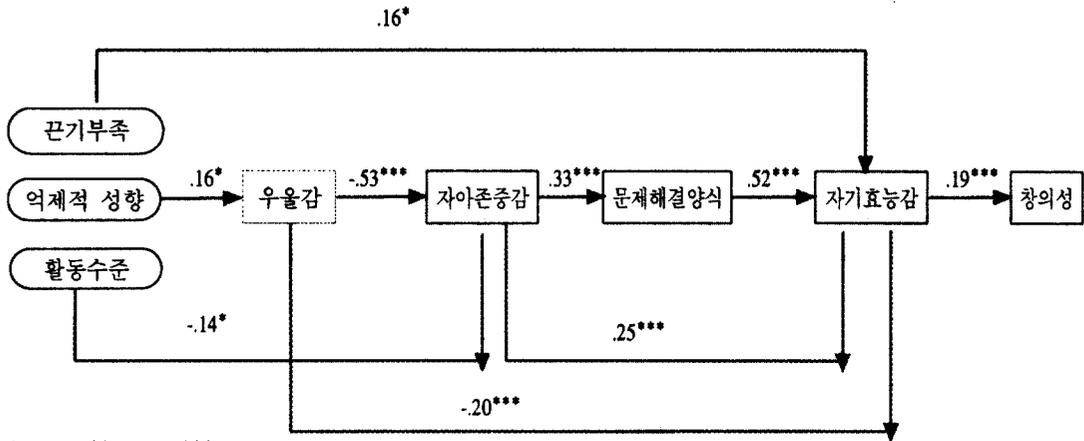 .16*
끈기부족
억제적 성향
.16*
우울감
-.53***
자아존중감
.33***
문제해결양식
.52***
자기효능감
.19***
창의성
활동수준
-.14*
.25***
-.20***